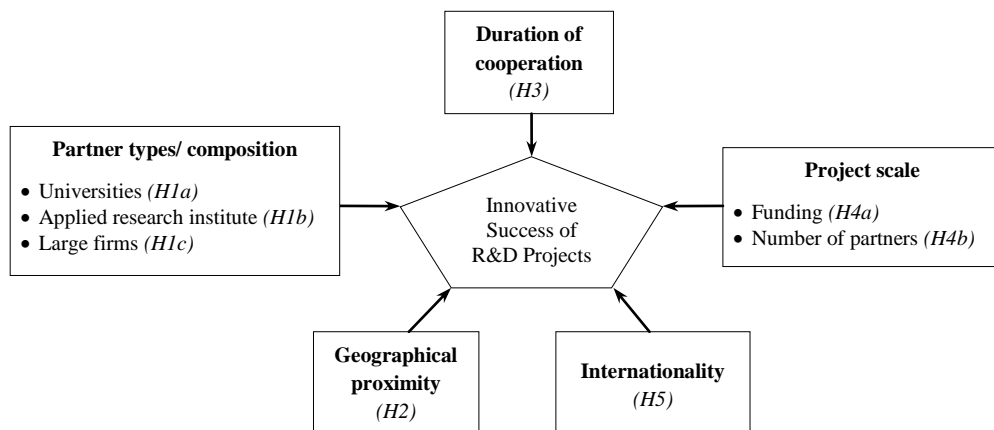 Duration of
cooperation
(H3)
Partner types/ composition
• Universities (H1a)
• Applied research institute (H1b)
• Large firms (H1c)
Innovative
Success of
R&D Projects
Project scale
• Funding (H4a)
• Number of partners (H4b)
Geographical
proximity
(H2)
Internationality
(H5)